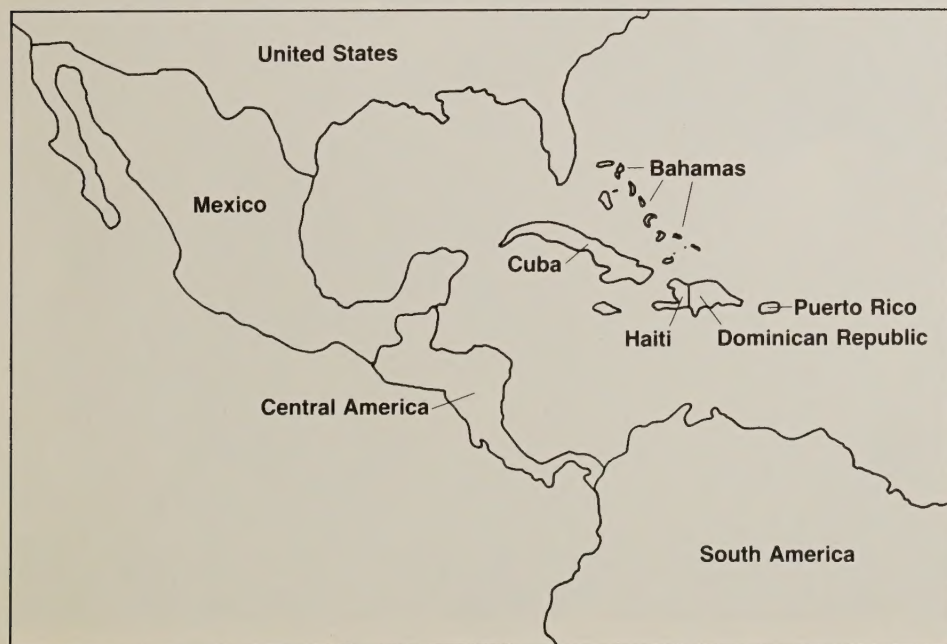 United States
Bahamas
Mexico
Cuba
Puerto Rico
Haiti
Dominican Republic
Central America
South America